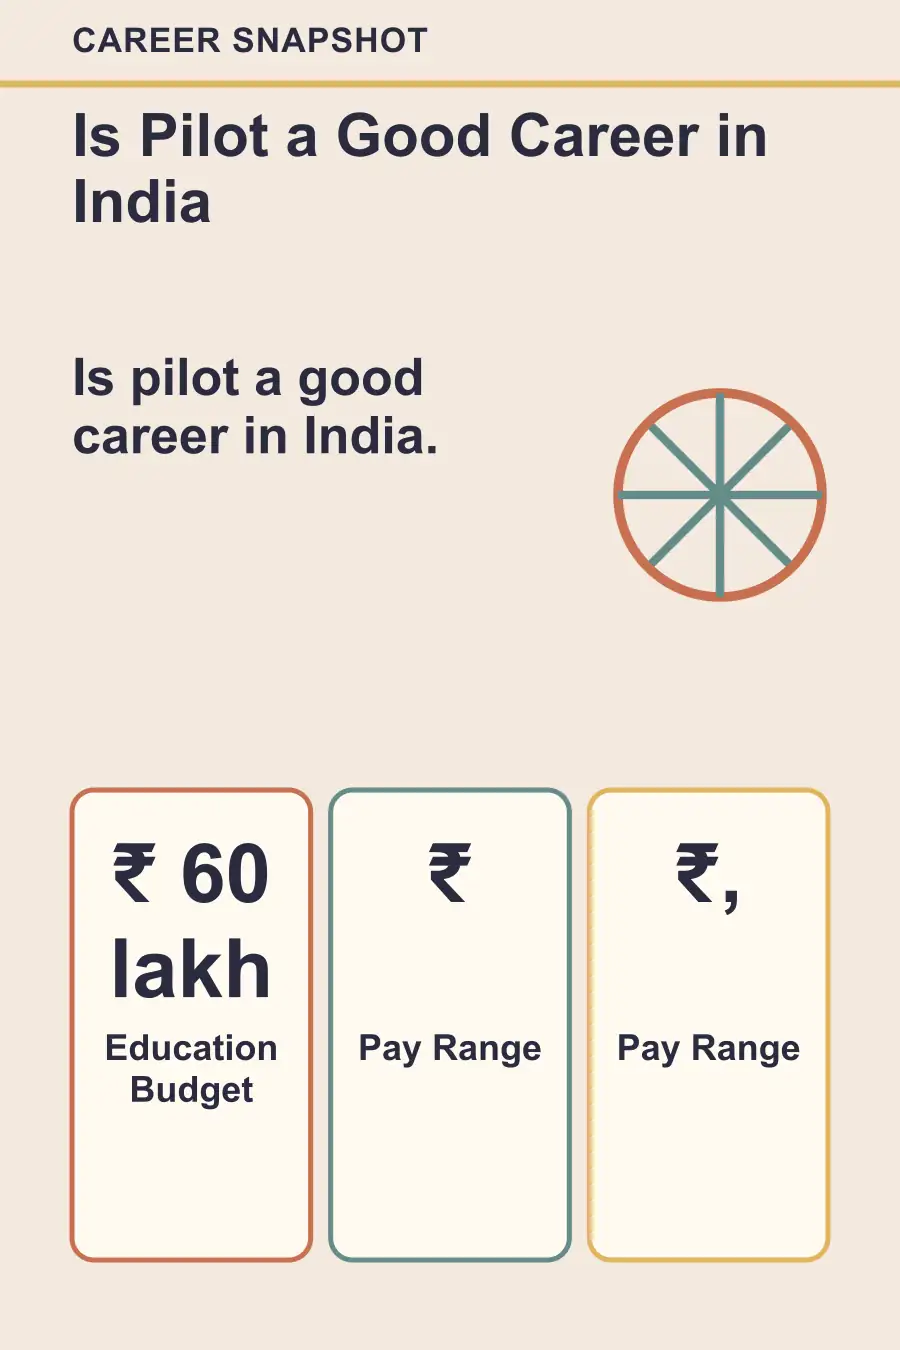 CAREER SNAPSHOT
Is Pilot a Good Career in
India
Is pilot a good
career in India.
₹ 60
lakh
Education
Budget
₹
Pay Range
₹,
Pay Range